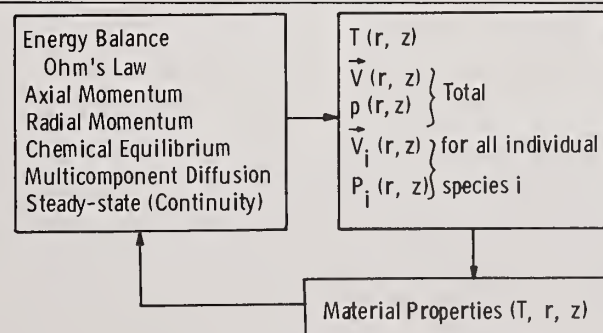 Energy Balance
Ohm's Law
Axial Momentum
Radial Momentum
Chemical Equilibrium
Multicomponent Diffusion
Steady-state (Continuity)
T (r, z)
V (r, z)
p (r, z)
Total
V_i (r, z) for all individual
P_i (r, z) species i
Material Properties (T, r, z)